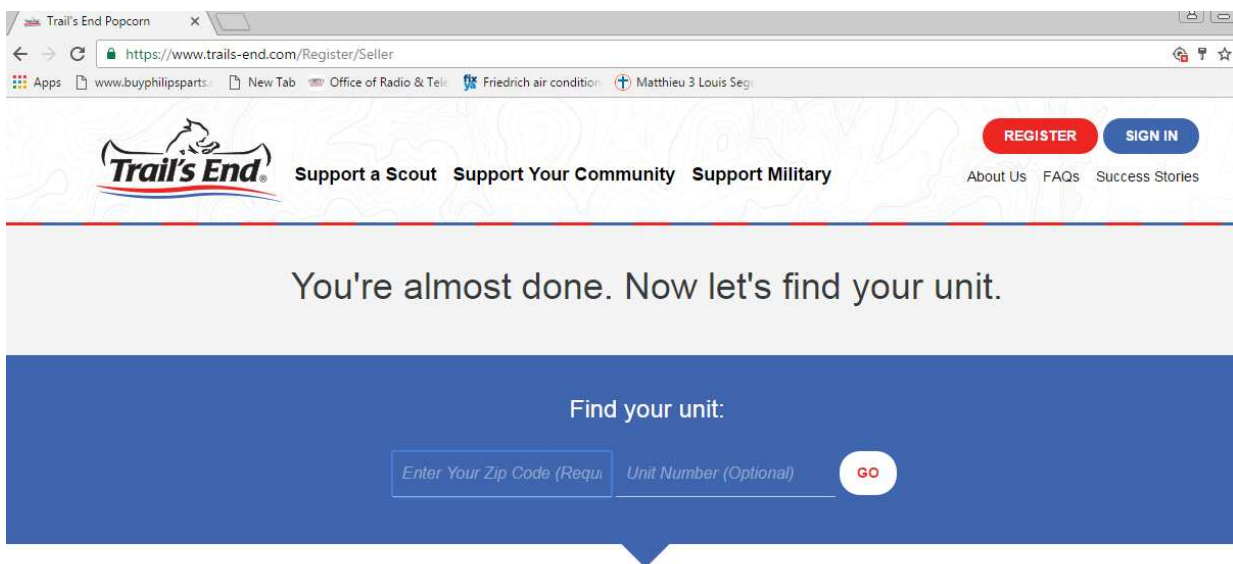 Trail's End Popcorn
https://www.trails-end.com/Register/Seller
Apps www.buyphilipsparts. New Tab Office of Radio & Tele Friedrich air condition Matthieu 3 Louis Seg
REGISTER SIGN IN
Trail's End®
Support a Scout Support Your Community Support Military
About Us FAQs Success Stories
You're almost done. Now let's find your unit.
Find your unit:
Enter Your Zip Code (Requi Unit Number (Optional) GO